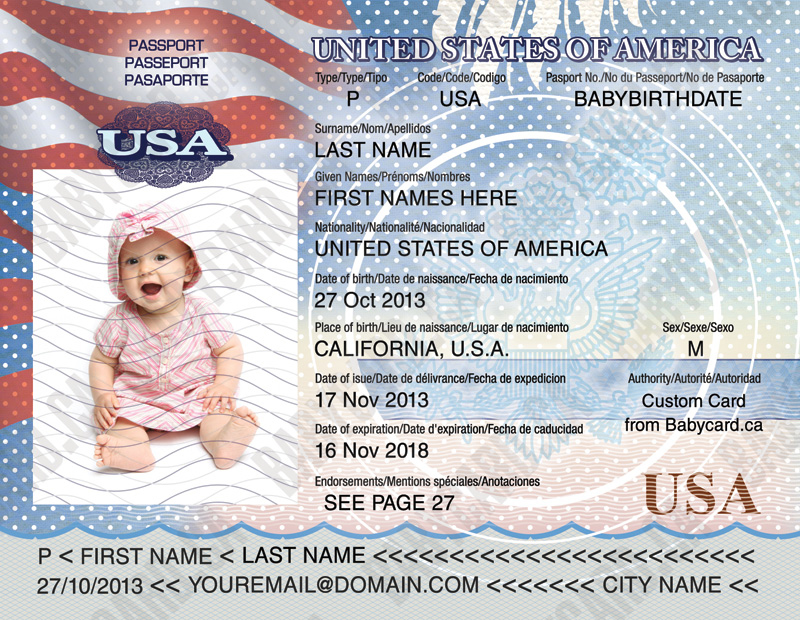 PASSPORT
PASSEPORT
PASAPORTE
USA
UNITED STATES OF AMERICA
Type/Type/Tipo Code/Code/Codigo Pasport No./No du Passeport/No de Pasaporte
P USA BABYBIRTHDATE
Surname/Nom/Apellidos
LAST NAME
Given Names/Prénoms/Nombres
FIRST NAMES HERE
Nationality/Nationalité/Nacionalidad
UNITED STATES OF AMERICA
Date of birth/Date de naissance/Fecha de nacimiento
27 Oct 2013
Place of birth/Lieu de naissance/Lugar de nacimiento Sex/Sexe/Sexo
CALIFORNIA, U.S.A. M
Date of isue/Date de délivrance/Fecha de expedicion Authority/Autorité/Autoridad
17 Nov 2013 Custom Card
Date of expiration/Date d'expiration/Fecha de caducidad from Babycard.ca
16 Nov 2018
Endorsements/Mentions spéciales/Anotaciones
SEE PAGE 27
USA
P < FIRST NAME < LAST NAME <<<<<<<<<<<<<<<<<<<<<<<<<<
27/10/2013 << YOUREMAIL@DOMAIN.COM <<<<<<< CITY NAME <<